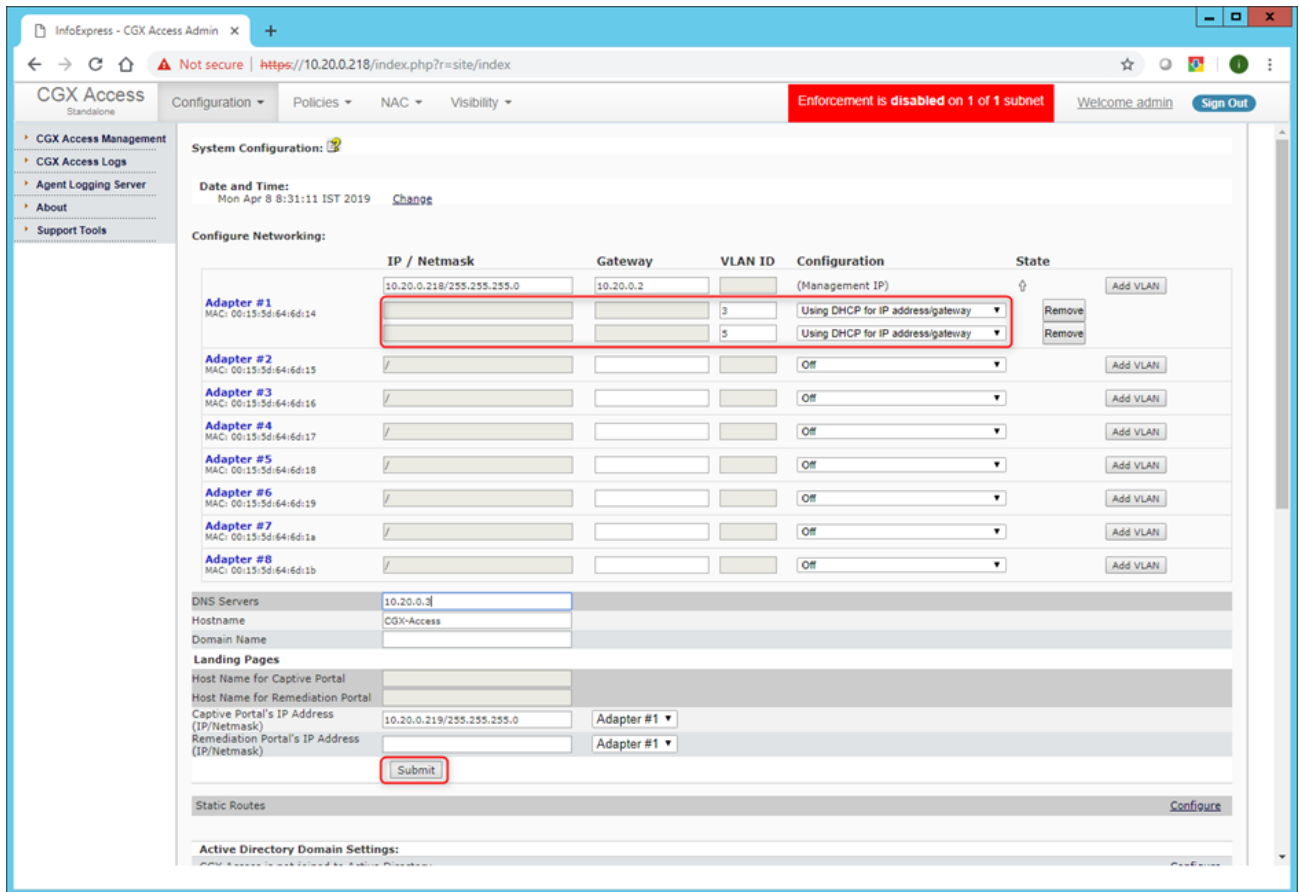 InfoExpress - CGX Access Admin
Not secure | https://10.20.0.218/index.php?r=site/index
CGX Access
Standalone
Configuration Policies NAC Visibility
Enforcement is disabled on 1 of 1 subnet
Welcome admin
Sign Out
CGX Access Management
CGX Access Logs
Agent Logging Server
About
Support Tools
System Configuration:
Date and Time:
Mon Apr 8 8:31:11 IST 2019 Change
Configure Networking:
IP / Netmask Gateway VLAN ID Configuration State
Adapter #1
MAC: 00:15:5d:64:6d:14
10.20.0.218/255.255.255.0 10.20.0.2 (Management IP) Add VLAN
3 Using DHCP for IP address/gateway Remove
5 Using DHCP for IP address/gateway Remove
Adapter #2
MAC: 00:15:5d:64:6d:15
/ Off Add VLAN
Adapter #3
MAC: 00:15:5d:64:6d:16
/ Off Add VLAN
Adapter #4
MAC: 00:15:5d:64:6d:17
/ Off Add VLAN
Adapter #5
MAC: 00:15:5d:64:6d:18
/ Off Add VLAN
Adapter #6
MAC: 00:15:5d:64:6d:19
/ Off Add VLAN
Adapter #7
MAC: 00:15:5d:64:6d:1a
/ Off Add VLAN
Adapter #8
MAC: 00:15:5d:64:6d:1b
/ Off Add VLAN
DNS Servers 10.20.0.3
Hostname CGX-Access
Domain Name
Landing Pages
Host Name for Captive Portal
Host Name for Remediation Portal
Captive Portal's IP Address
(IP/Netmask)
10.20.0.219/255.255.255.0 Adapter #1
Remediation Portal's IP Address
(IP/Netmask)
Adapter #1
Submit
Static Routes Configure
Active Directory Domain Settings:
CGX Access is not joined to Active Directory Configure